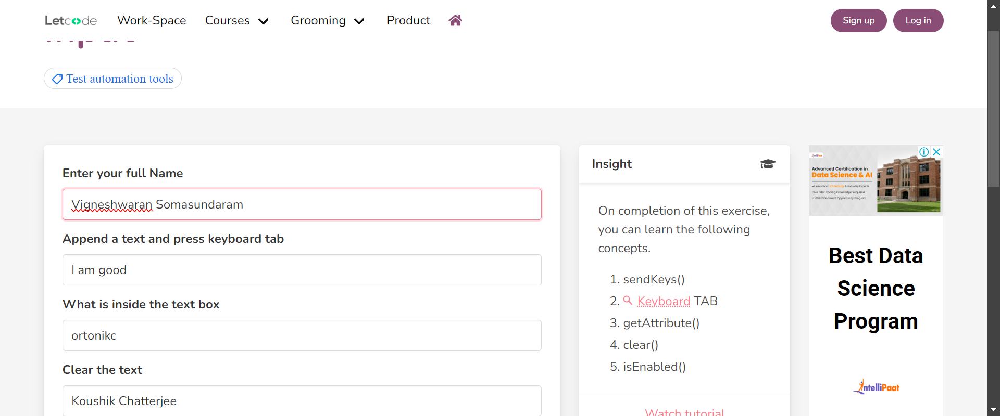 Letcode
Work-Space
Courses
Grooming
Product
Sign up
Log in
Input
Test automation tools
Enter your full Name
Vigneshwaran Somasundaram
Append a text and press keyboard tab
I am good
What is inside the text box
ortonikc
Clear the text
Koushik Chatterjee
Insight
On completion of this exercise,
you can learn the following
concepts.
1. sendKeys()
2. Keyboard TAB
3. getAttribute()
4. clear()
5. isEnabled()
Watch tutorial
Advanced Certification in
Data Science & AI
• Learn from IIT Faculty & Industry Experts
• No Prior Coding Knowledge Required
• 100% Placement Opportunity Program
Best Data
Science
Program
IntelliPaat